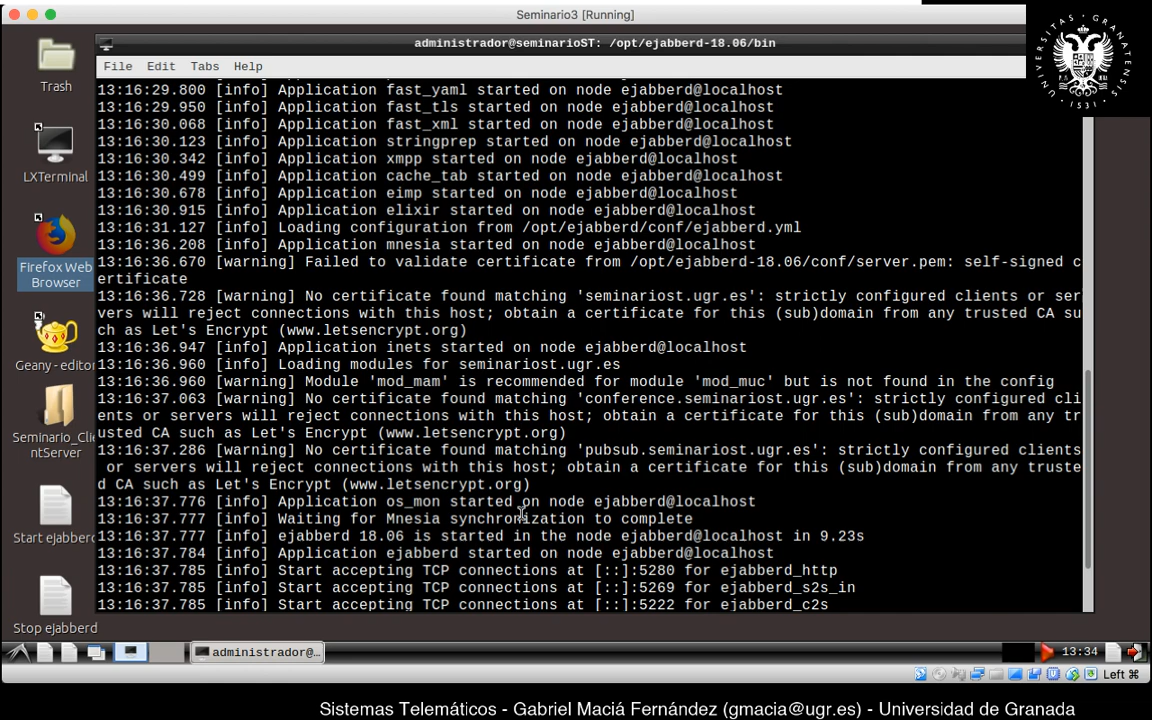 Seminario3 [Running]
administrador@seminarioST: /opt/ejabberd-18.06/bin
File Edit Tabs Help
13:16:29.800 [info] Application fast_yaml started on node ejabberd@localhost
13:16:29.950 [info] Application fast_tls started on node ejabberd@localhost
13:16:30.068 [info] Application fast_xml started on node ejabberd@localhost
13:16:30.123 [info] Application stringprep started on node ejabberd@localhost
13:16:30.342 [info] Application xmpp started on node ejabberd@localhost
13:16:30.499 [info] Application cache_tab started on node ejabberd@localhost
13:16:30.678 [info] Application eimp started on node ejabberd@localhost
13:16:30.915 [info] Application elixir started on node ejabberd@localhost
13:16:31.127 [info] Loading configuration from /opt/ejabberd/conf/ejabberd.yml
13:16:36.208 [info] Application mnesia started on node ejabberd@localhost
13:16:36.670 [warning] Failed to validate certificate from /opt/ejabberd-18.06/conf/server.pem: self-signed c
ertificate
13:16:36.728 [warning] No certificate found matching 'seminariost.ugr.es': strictly configured clients or ser
vers will reject connections with this host; obtain a certificate for this (sub)domain from any trusted CA su
ch as Let's Encrypt (www.letsencrypt.org)
13:16:36.947 [info] Application inets started on node ejabberd@localhost
13:16:36.960 [info] Loading modules for seminariost.ugr.es
13:16:36.960 [warning] Module 'mod_mam' is recommended for module 'mod_muc' but is not found in the config
13:16:37.063 [warning] No certificate found matching 'conference.seminariost.ugr.es': strictly configured cli
ents or servers will reject connections with this host; obtain a certificate for this (sub)domain from any tr
usted CA such as Let's Encrypt (www.letsencrypt.org)
13:16:37.286 [warning] No certificate found matching 'pubsub.seminariost.ugr.es': strictly configured clients
or servers will reject connections with this host; obtain a certificate for this (sub)domain from any truste
d CA such as Let's Encrypt (www.letsencrypt.org)
13:16:37.776 [info] Application os_mon started on node ejabberd@localhost
13:16:37.777 [info] Waiting for Mnesia synchronization to complete
13:16:37.777 [info] ejabberd 18.06 is started in the node ejabberd@localhost in 9.23s
13:16:37.784 [info] Application ejabberd started on node ejabberd@localhost
13:16:37.785 [info] Start accepting TCP connections at [::]:5280 for ejabberd_http
13:16:37.785 [info] Start accepting TCP connections at [::]:5269 for ejabberd_s2s_in
13:16:37.785 [info] Start accepting TCP connections at [::]:5222 for ejabberd_c2s
Trash
LXTerminal
Firefox Web
Browser
Geany - editor
Seminario_Clie
ntServer
Start ejabberd
Stop ejabberd
administrador@...
13:34
Left ⌘
UNIVERSITAS GRANATENSIS
1531
Sistemas Telemáticos - Gabriel Maciá Fernández (gmacia@ugr.es) - Universidad de Granada